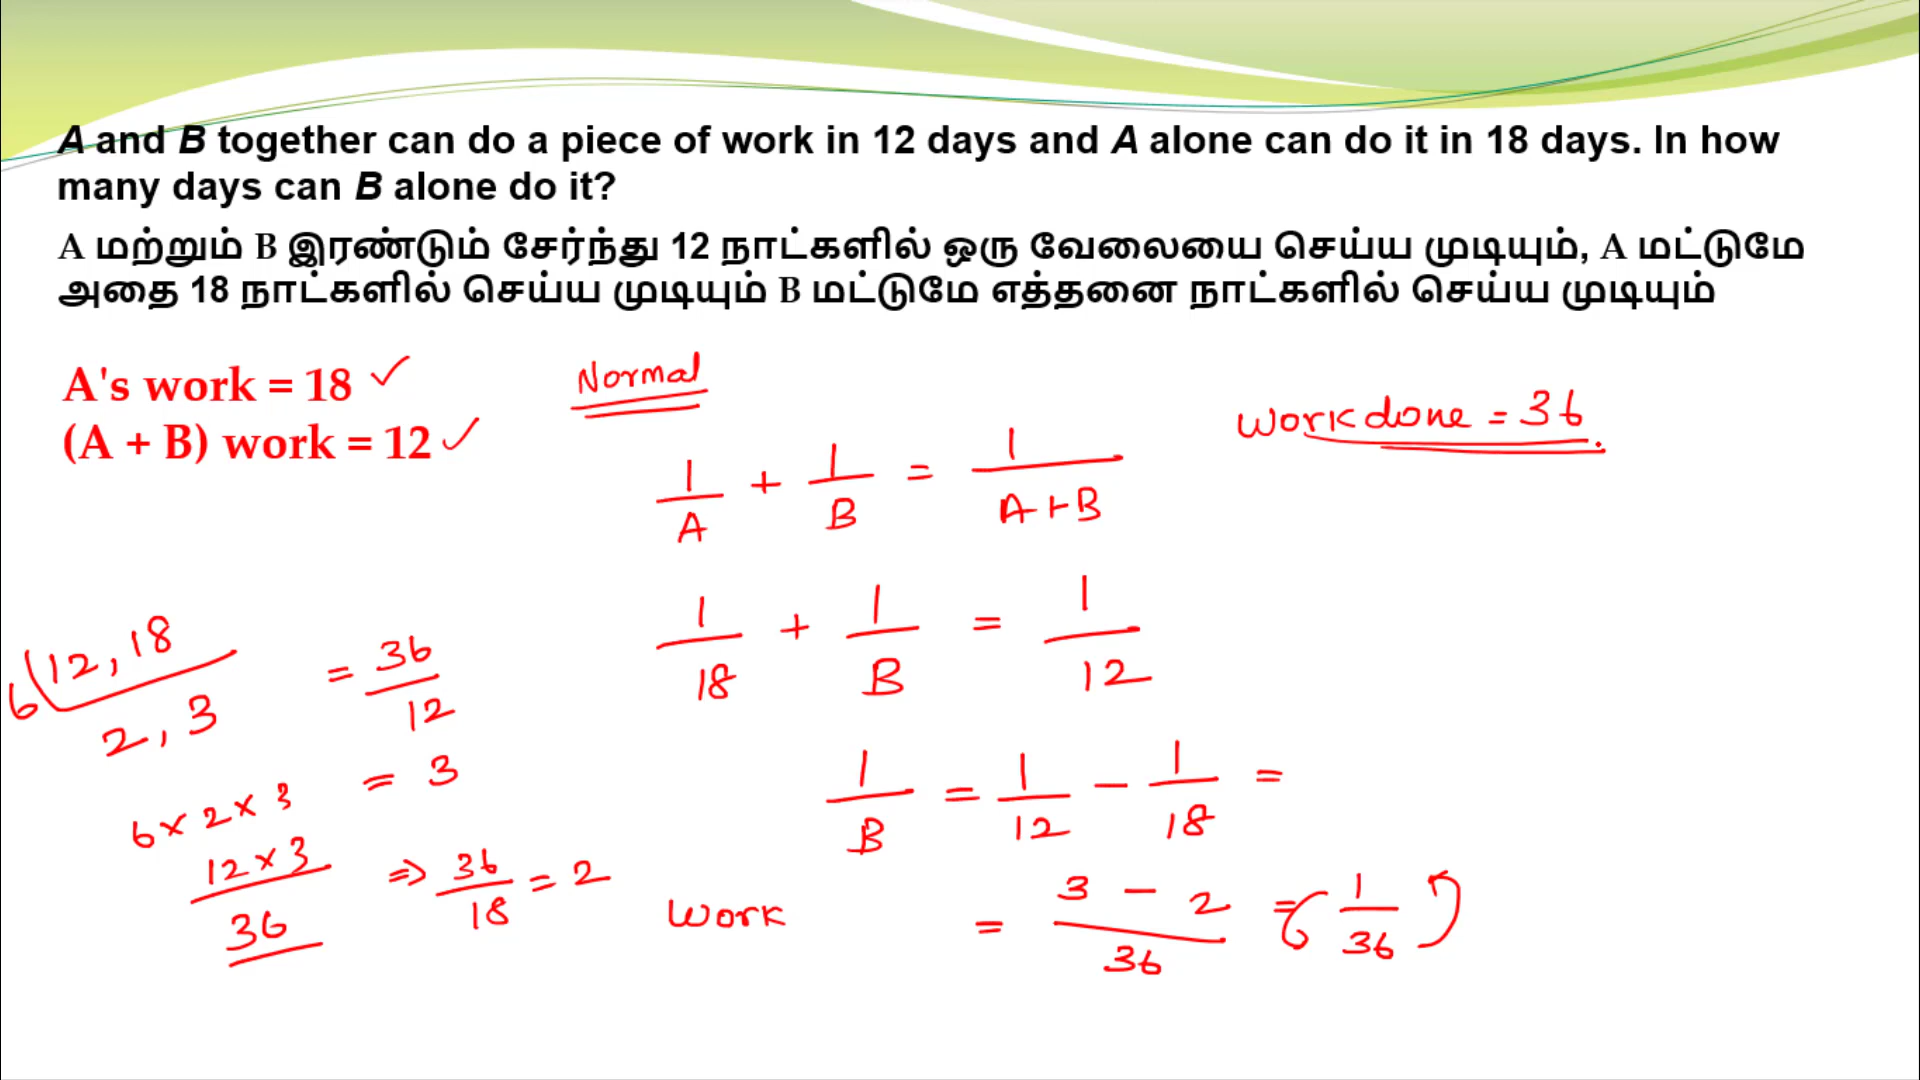 A and B together can do a piece of work in 12 days and A alone can do it in 18 days. In how
many days can B alone do it?
A மற்றும் B இரண்டும் சேர்ந்து 12 நாட்களில் ஒரு வேலையை செய்ய முடியும், A மட்டுமே
அதை 18 நாட்களில் செய்ய முடியும் B மட்டுமே எத்தனை நாட்களில் செய்ய முடியும்
A's work = 18 ✓
(A + B) work = 12 ✓
Normal
1/A + 1/B = 1/A+B
1/18 + 1/B = 1/12
1/B = 1/12 - 1/18 =
= 3 - 2/36 = (1/36)
work
work done = 36
6 12, 18
2, 3
6 x 2 x 3
12 x 3
36
= 36/12
= 3
⇒ 36/18 = 2